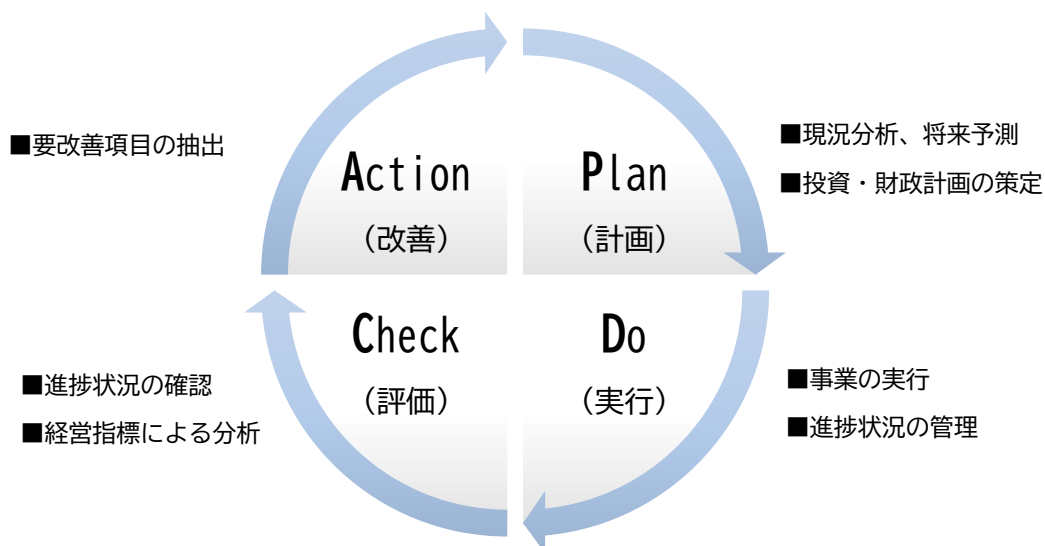 ■要改善項目の抽出
Action
(改善)
Plan
(計画)
■現況分析、将来予測
■投資・財政計画の策定
Check
(評価)
■進捗状況の確認
■経営指標による分析
Do
(実行)
■事業の実行
■進捗状況の管理